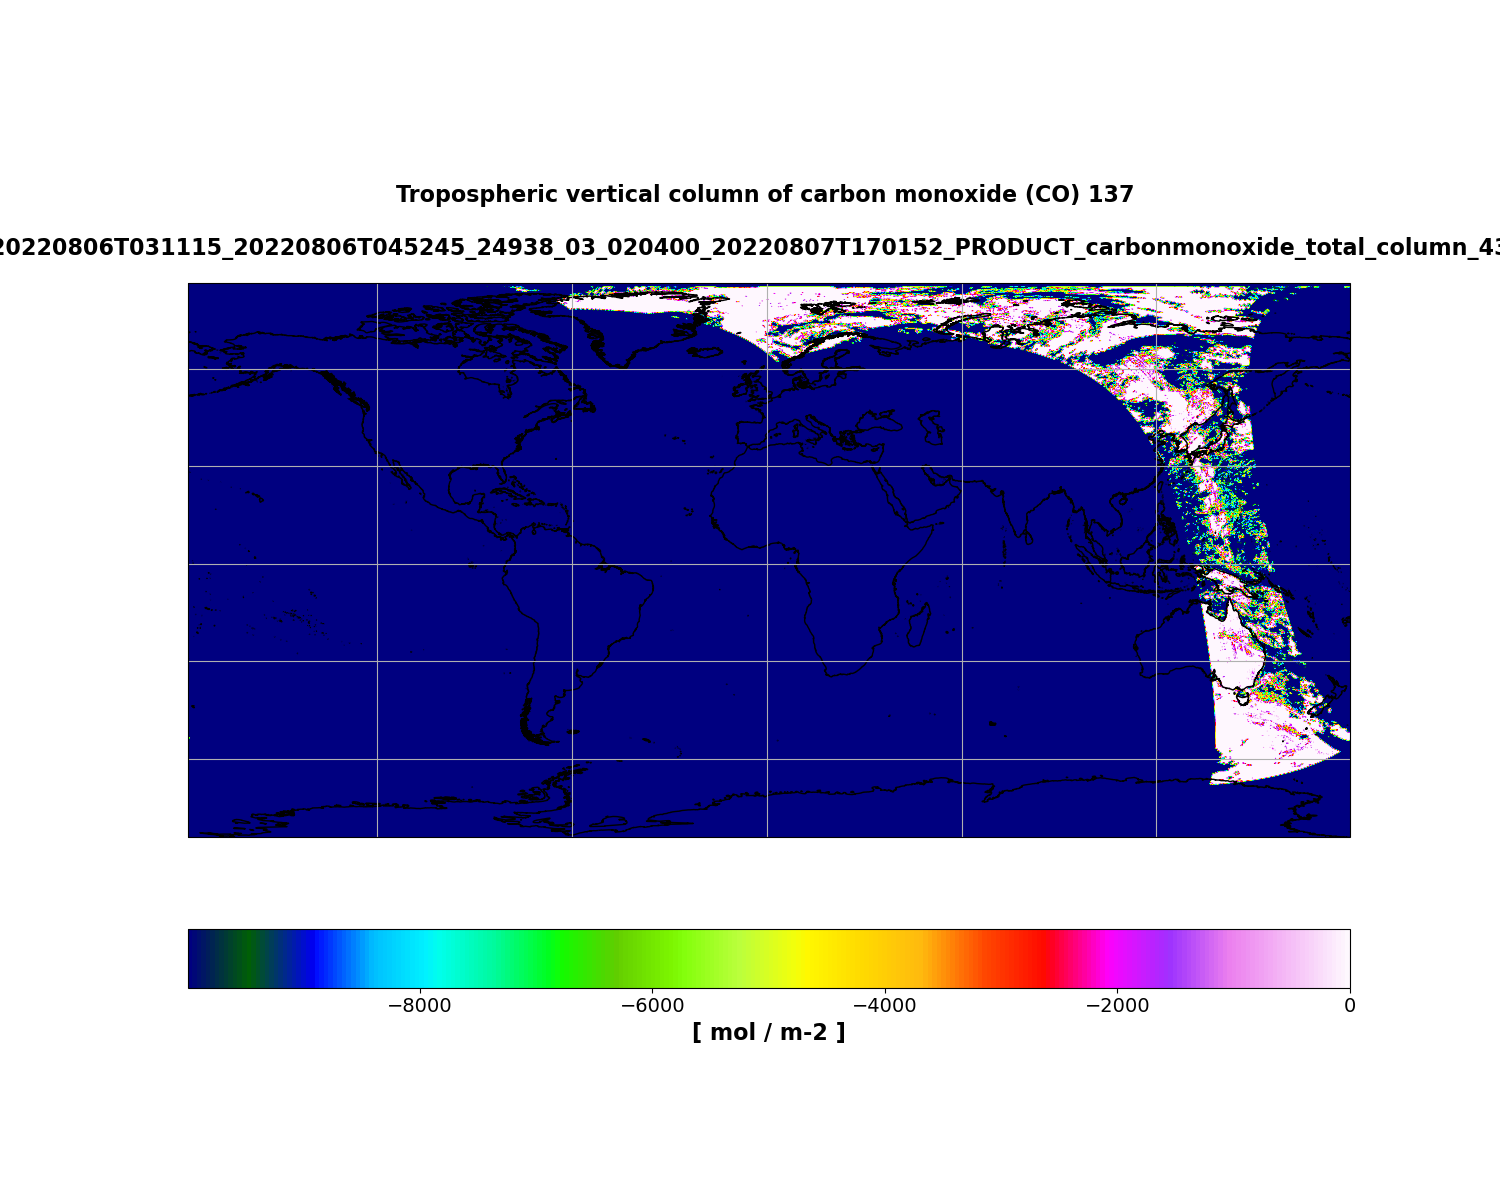 Tropospheric vertical column of carbon monoxide (CO) 137
20220806T031115_20220806T045245_24938_03_020400_20220807T170152_PRODUCT_carbonmonoxide_total_column_43
−8000 −6000 −4000 −2000 0
[ mol / m-2 ]